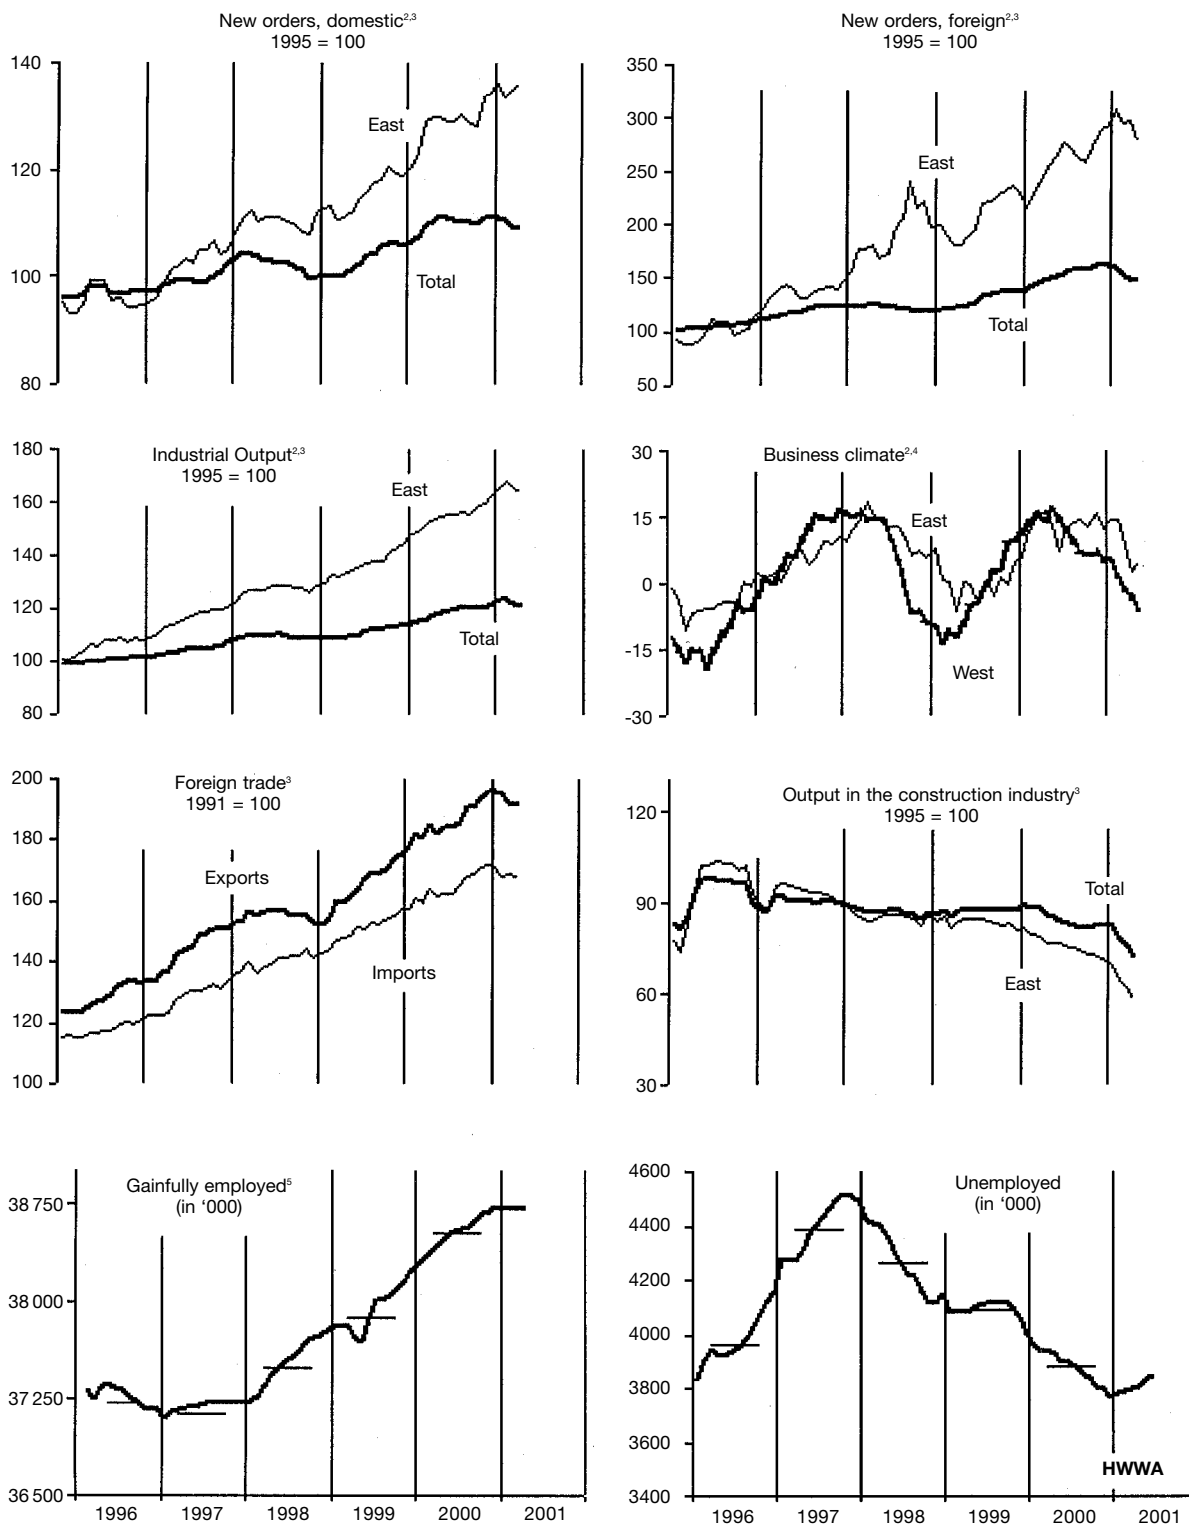 New orders, domestic2,3
1995 = 100
140
120
100
80
East
Total
New orders, foreign2,3
1995 = 100
350
300
250
200
150
100
50
East
Total
Industrial Output2,3
1995 = 100
180
160
140
120
100
80
East
Total
Business climate2,4
30
15
0
-15
-30
East
West
Foreign trade3
1991 = 100
200
180
160
140
120
100
Exports
Imports
Output in the construction industry3
1995 = 100
120
90
60
30
Total
East
Gainfully employed5
(in ‘000)
38 750
38 000
37 250
36 500
1996 1997 1998 1999 2000 2001
Unemployed
(in ‘000)
4600
4400
4200
4000
3800
3600
3400
HWWA
1996 1997 1998 1999 2000 2001